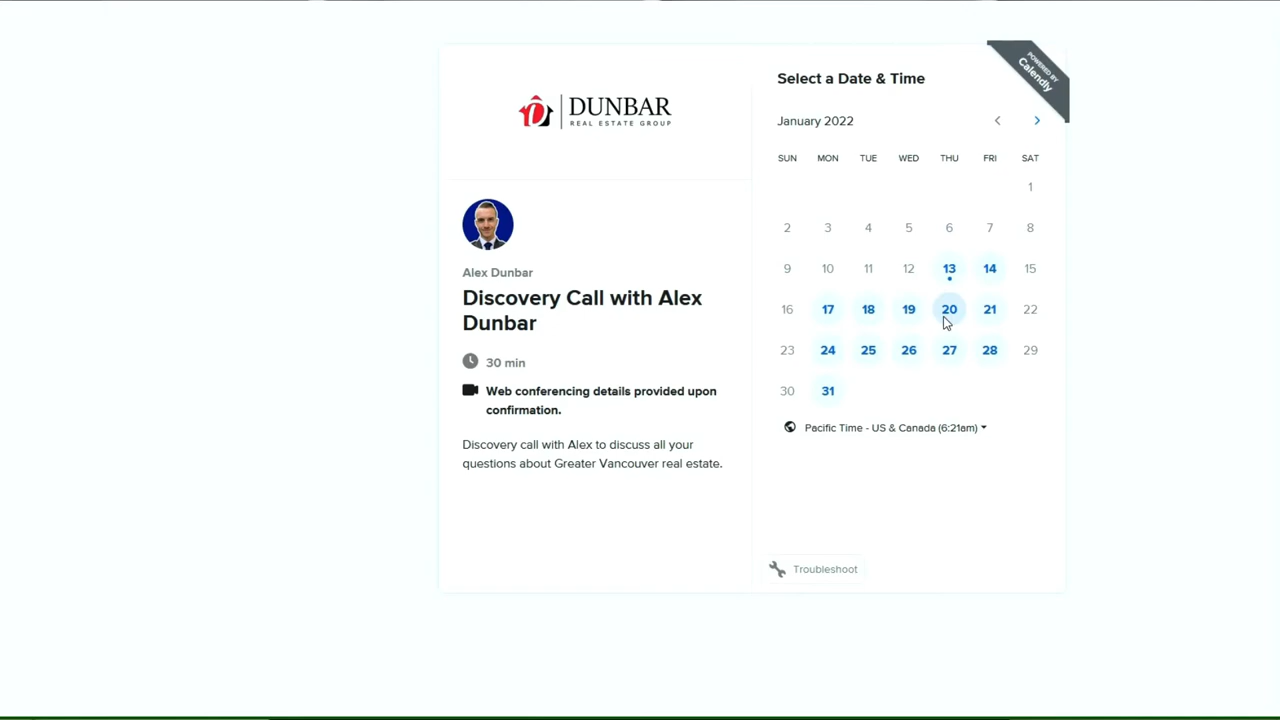 DUNBAR
REAL ESTATE GROUP
Alex Dunbar
Discovery Call with Alex
Dunbar
30 min
Web conferencing details provided upon
confirmation.
Discovery call with Alex to discuss all your
questions about Greater Vancouver real estate.
POWERED BY
Calendly
Select a Date & Time
January 2022
SUN MON TUE WED THU FRI SAT
1
2 3 4 5 6 7 8
9 10 11 12 13 14 15
16 17 18 19 20 21 22
23 24 25 26 27 28 29
30 31
Pacific Time - US & Canada (6:21am)
Troubleshoot